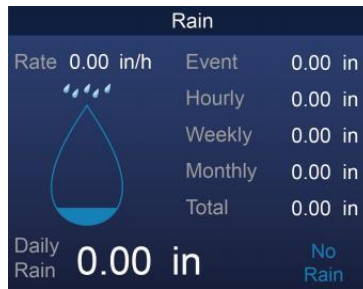 Rain
Rate 0.00 in/h
Event 0.00 in
Hourly 0.00 in
Weekly 0.00 in
Monthly 0.00 in
Total 0.00 in
Daily Rain 0.00 in
No Rain